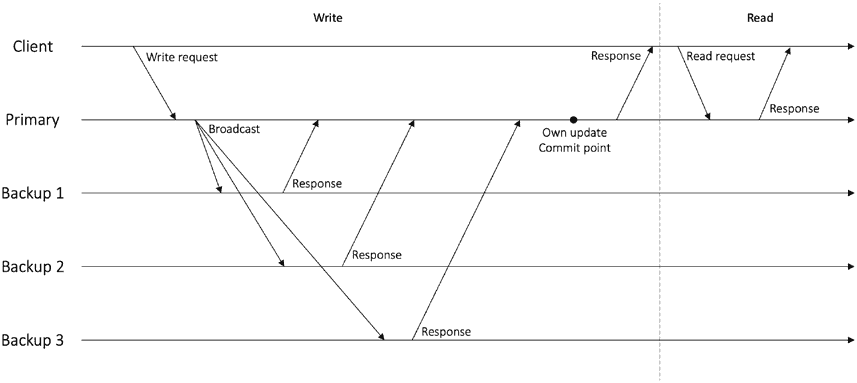 Write
Read
Client
Write request
Response
Read request
Primary
Broadcast
Own update
Commit point
Response
Backup 1
Response
Backup 2
Response
Backup 3
Response